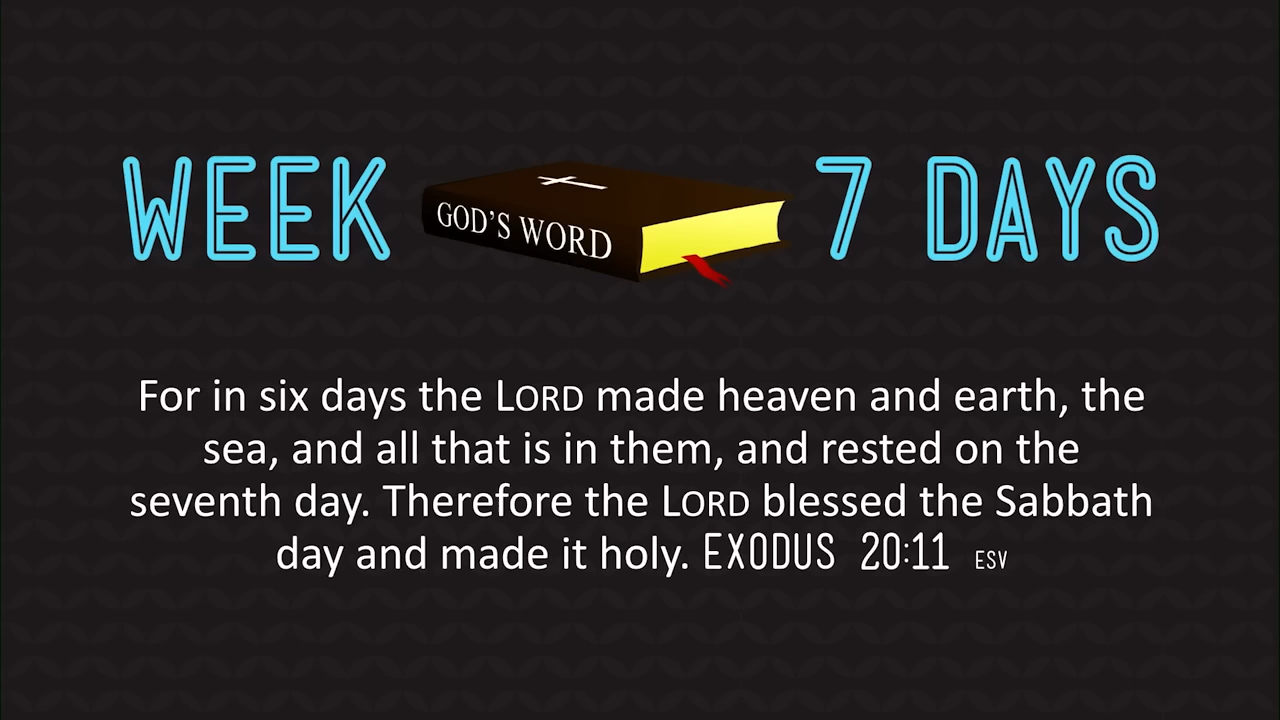 WEEK GOD'S WORD 7 DAYS
For in six days the LORD made heaven and earth, the
sea, and all that is in them, and rested on the
seventh day. Therefore the LORD blessed the Sabbath
day and made it holy. EXODUS 20:11 ESV